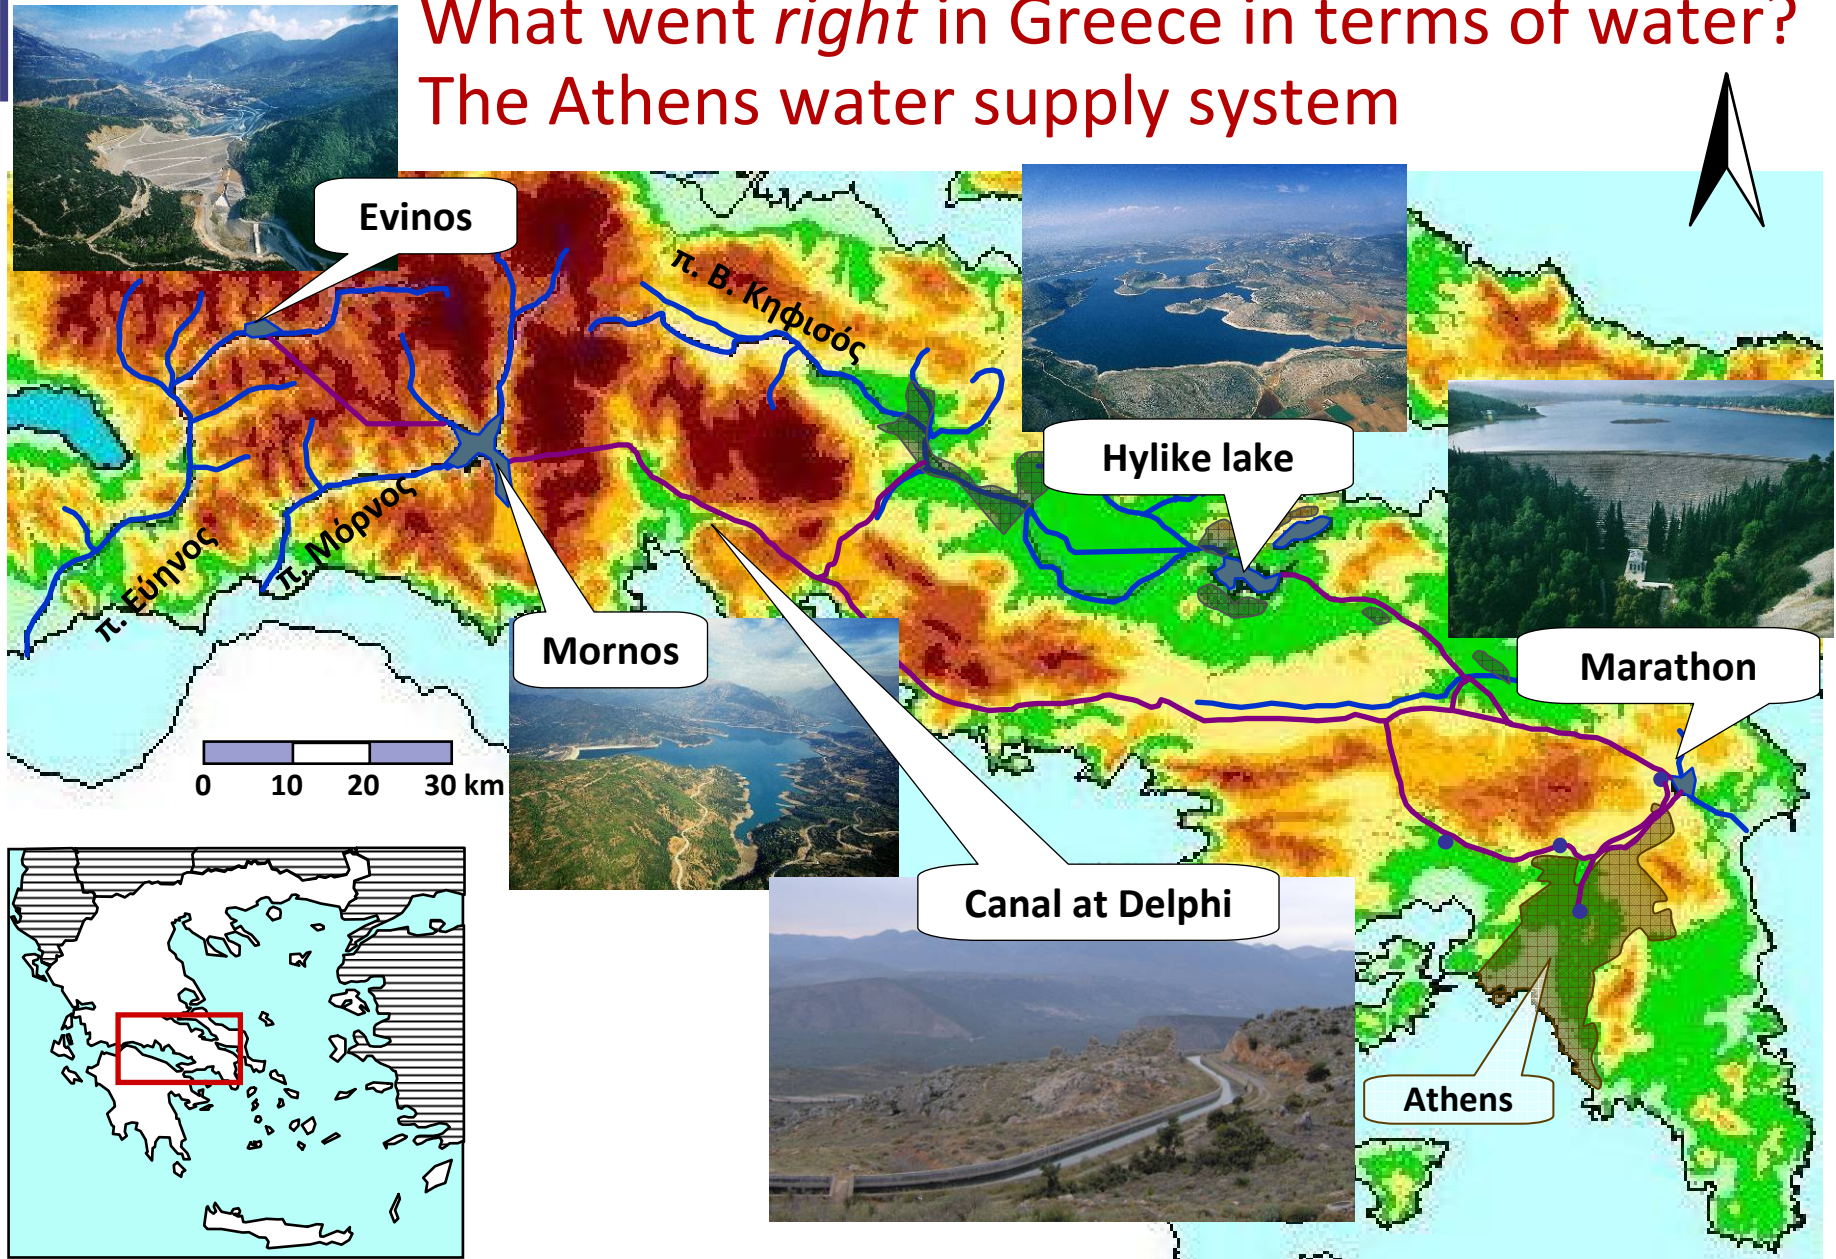 What went right in Greece in terms of water?
The Athens water supply system
Evinos
π. Β. Κηφισός
Hylike lake
π. Εύηνος
π. Μόρνος
Mornos
Marathon
0 10 20 30 km
Canal at Delphi
Athens